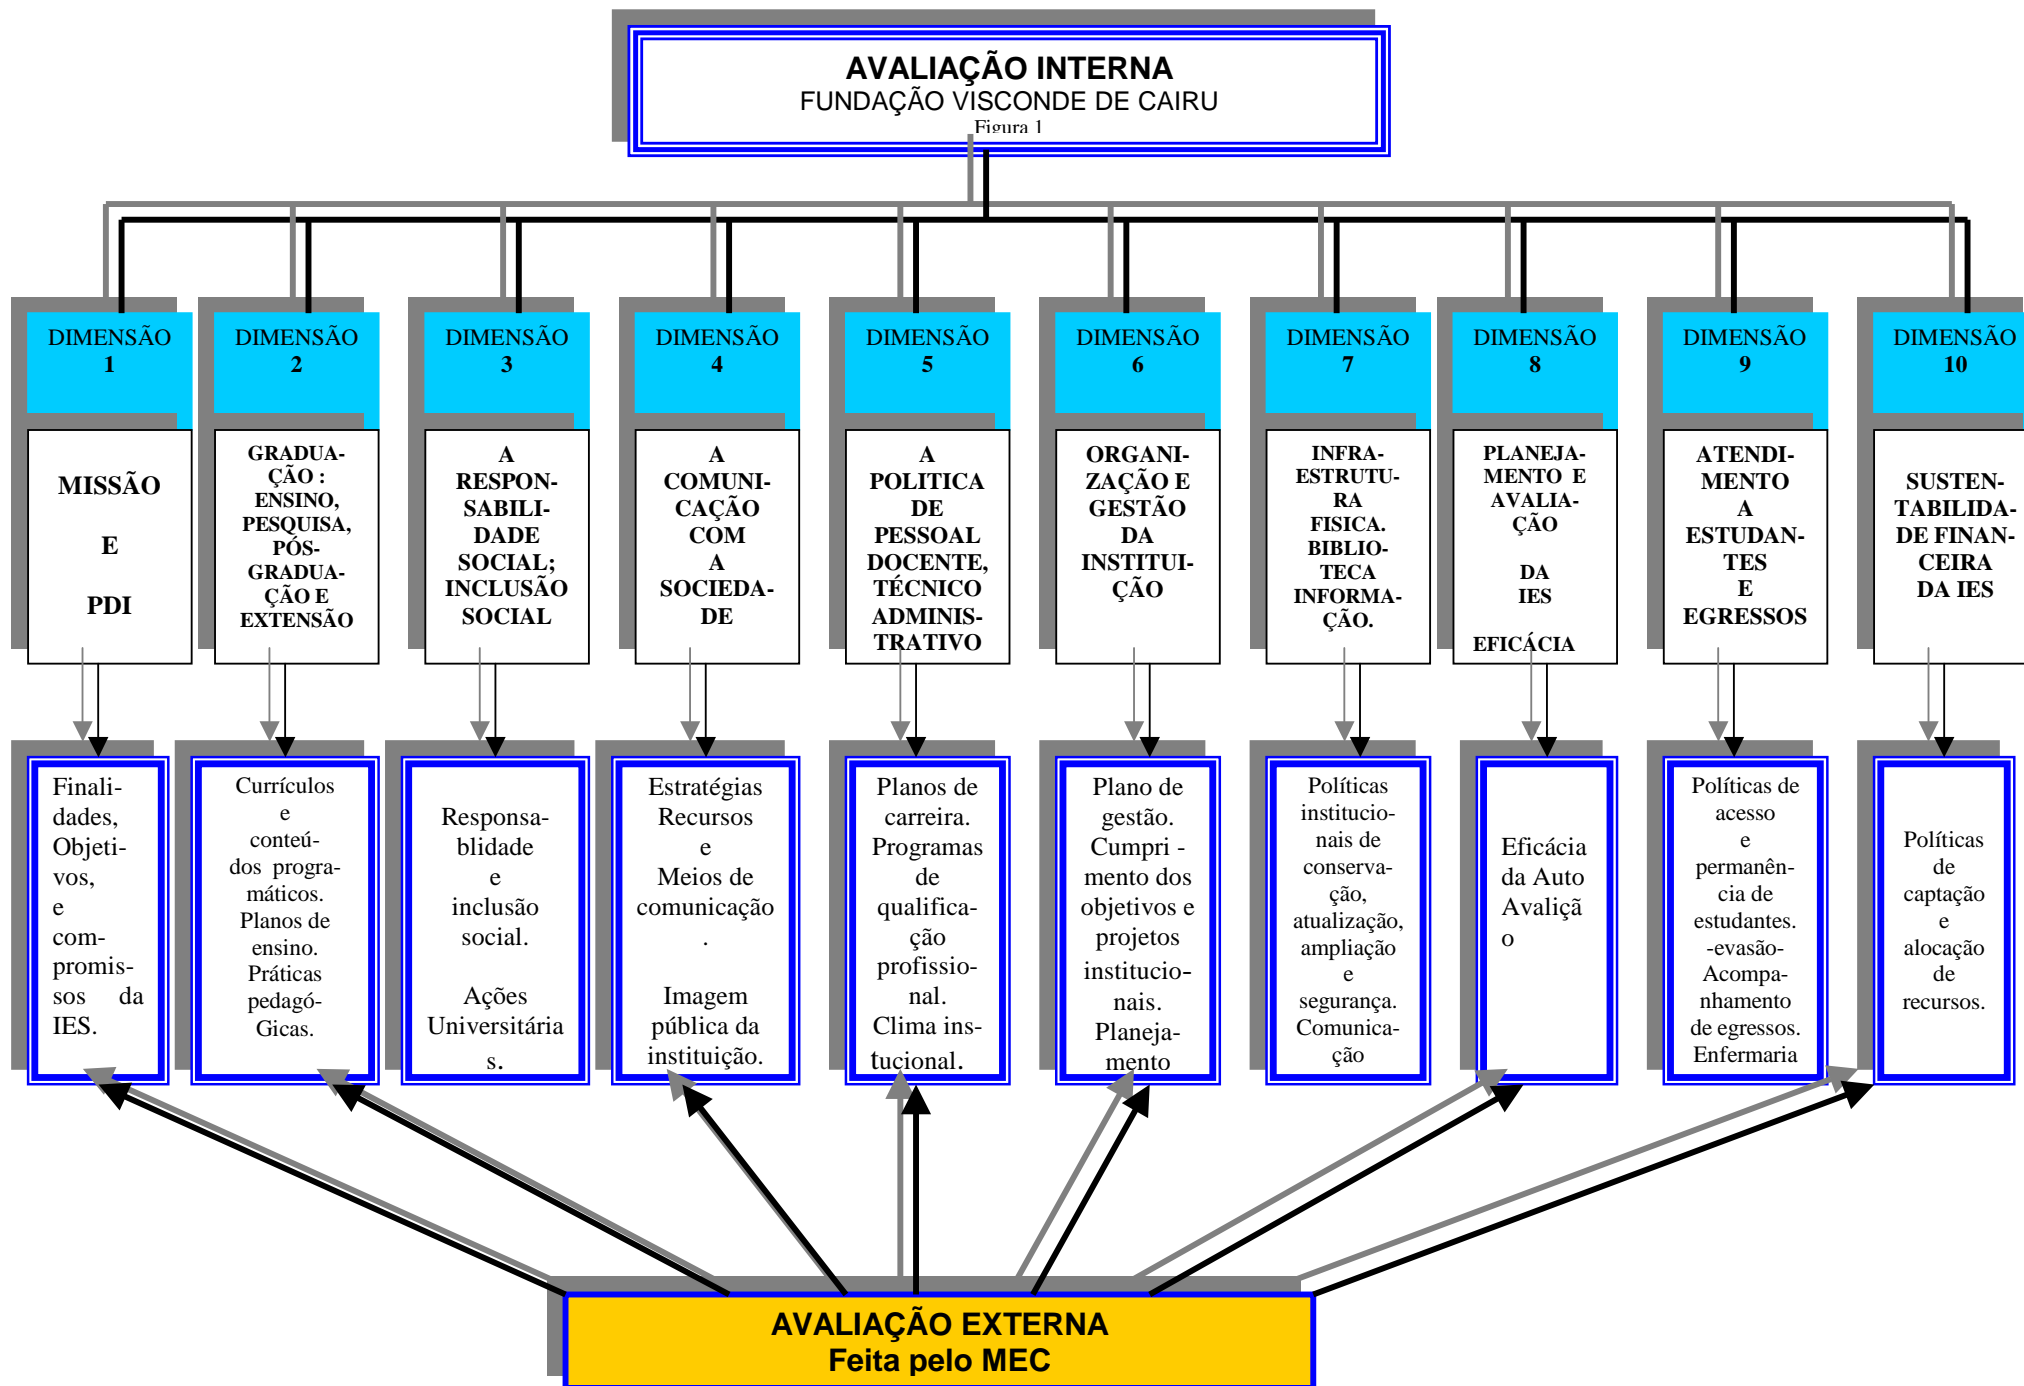 AVALIAÇÃO INTERNA
FUNDAÇÃO VISCONDE DE CAIRU
Figura 1
DIMENSÃO
1
DIMENSÃO
2
DIMENSÃO
3
DIMENSÃO
4
DIMENSÃO
5
DIMENSÃO
6
DIMENSÃO
7
DIMENSÃO
8
DIMENSÃO
9
DIMENSÃO
10
MISSÃO
E
PDI
GRADUA-
ÇÃO :
ENSINO,
PESQUISA,
PÓS-
GRADUA-
ÇÃO E
EXTENSÃO
A
RESPON-
SABILI-
DADE
SOCIAL;
INCLUSÃO
SOCIAL
A
COMUNI-
CAÇÃO
COM
A
SOCIEDA-
DE
A
POLITICA
DE
PESSOAL
DOCENTE,
TÉCNICO
ADMINIS-
TRATIVO
ORGANI-
ZAÇÃO E
GESTÃO
DA
INSTITUI-
ÇÃO
INFRA-
ESTRUTU-
RA
FISICA.
BIBLIO-
TECA
INFORMA-
ÇÃO.
PLANEJA-
MENTO E
AVALIA-
ÇÃO
DA
IES
EFICÁCIA
ATENDI-
MENTO
A
ESTUDAN-
TES
E
EGRESSOS
SUSTEN-
TABILIDA-
DE FINAN-
CEIRA
DA IES
Finali-
dades,
Objeti-
vos,
e
com-
promis-
sos da
IES.
Currículos
e
conteú-
dos progra-
máticos.
Planos de
ensino.
Práticas
pedagó-
Gicas.
Responsa-
blidade
e
inclusão
social.
Ações
Universitária
s.
Estratégias
Recursos
e
Meios de
comunicação
.
Imagem
pública da
instituição.
Planos de
carreira.
Programas
de
qualifica-
ção
profissio-
nal.
Clima ins-
tucional.
Plano de
gestão.
Cumpri -
mento dos
objetivos e
projetos
institucio-
nais.
Planeja-
mento
Políticas
institucio-
nais de
conserva-
ção,
atualização,
ampliação
e
segurança.
Comunica-
ção
Eficácia
da Auto
Avaliçã
o
Políticas de
acesso
e
permanên-
cia de
estudantes.
-evasão-
Acompa-
nhamento
de egressos.
Enfermaria
Políticas
de
captação
e
alocação
de
recursos.
AVALIAÇÃO EXTERNA
Feita pelo MEC